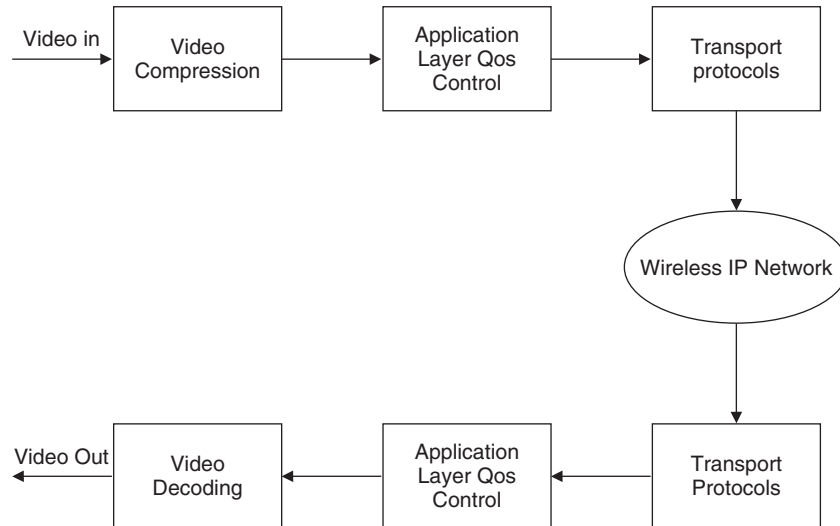 Video in
Video
Compression
Application
Layer Qos
Control
Transport
protocols
Wireless IP Network
Video Out
Video
Decoding
Application
Layer Qos
Control
Transport
Protocols